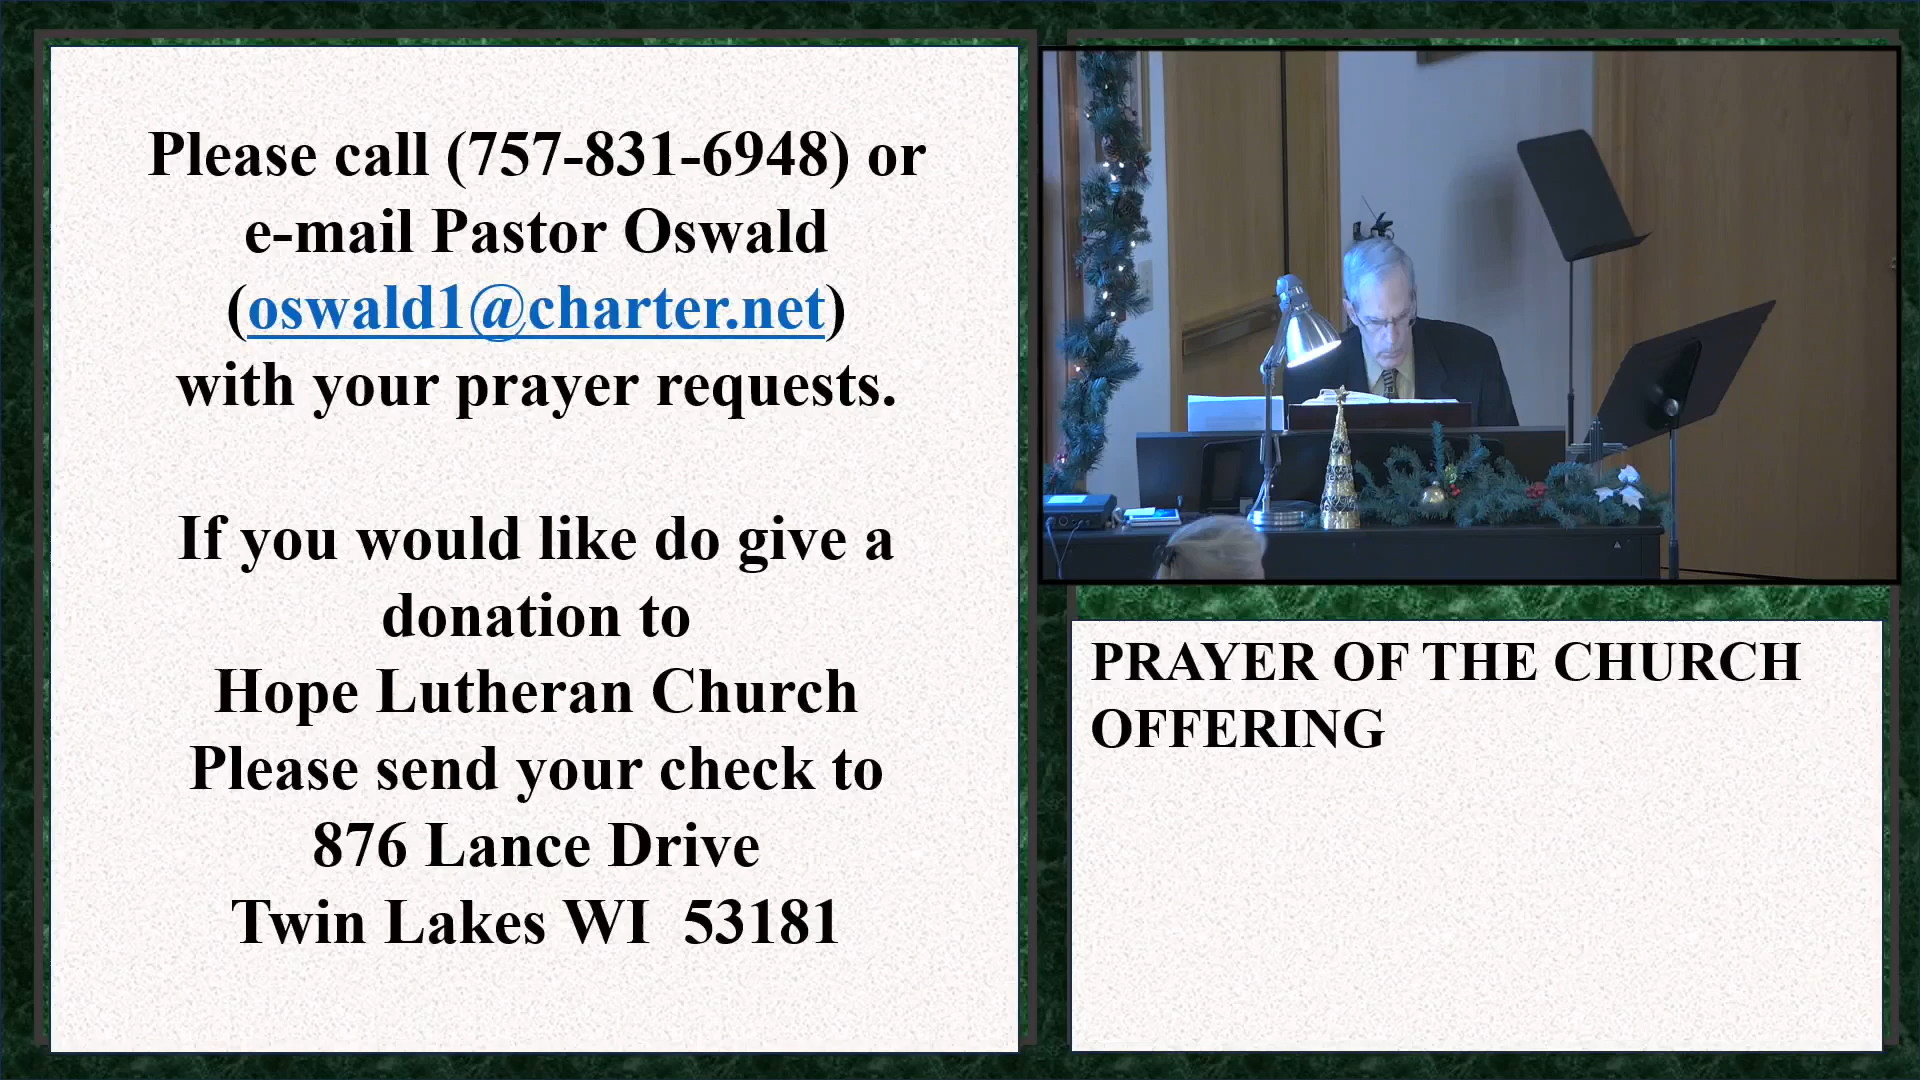 Please call (757-831-6948) or
e-mail Pastor Oswald
(oswald1@charter.net)
with your prayer requests.
If you would like do give a
donation to
Hope Lutheran Church
Please send your check to
876 Lance Drive
Twin Lakes WI  53181
PRAYER OF THE CHURCH
OFFERING